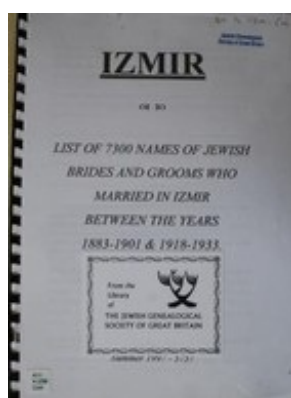 IZMIR
LIST OF 7300 NAMES OF JEWISH
BRIDES AND GROOMS WHO
MARRIED IN IZMIR
BETWEEN THE YEARS
1883-1901 & 1918-1933.
From the
Library
of
THE JEWISH GENEALOGICAL
SOCIETY OF GREAT BRITAIN